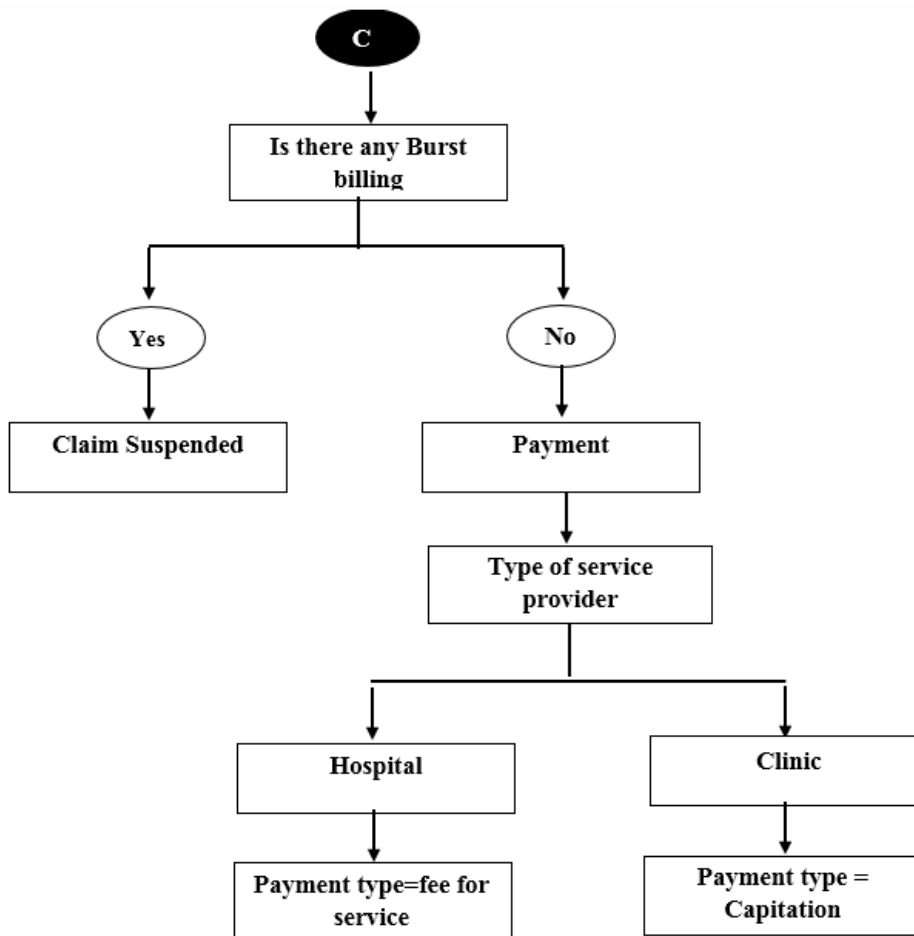 C
Is there any Burst
billing
Yes
No
Claim Suspended
Payment
Type of service
provider
Hospital
Clinic
Payment type=fee for
service
Payment type =
Capitation